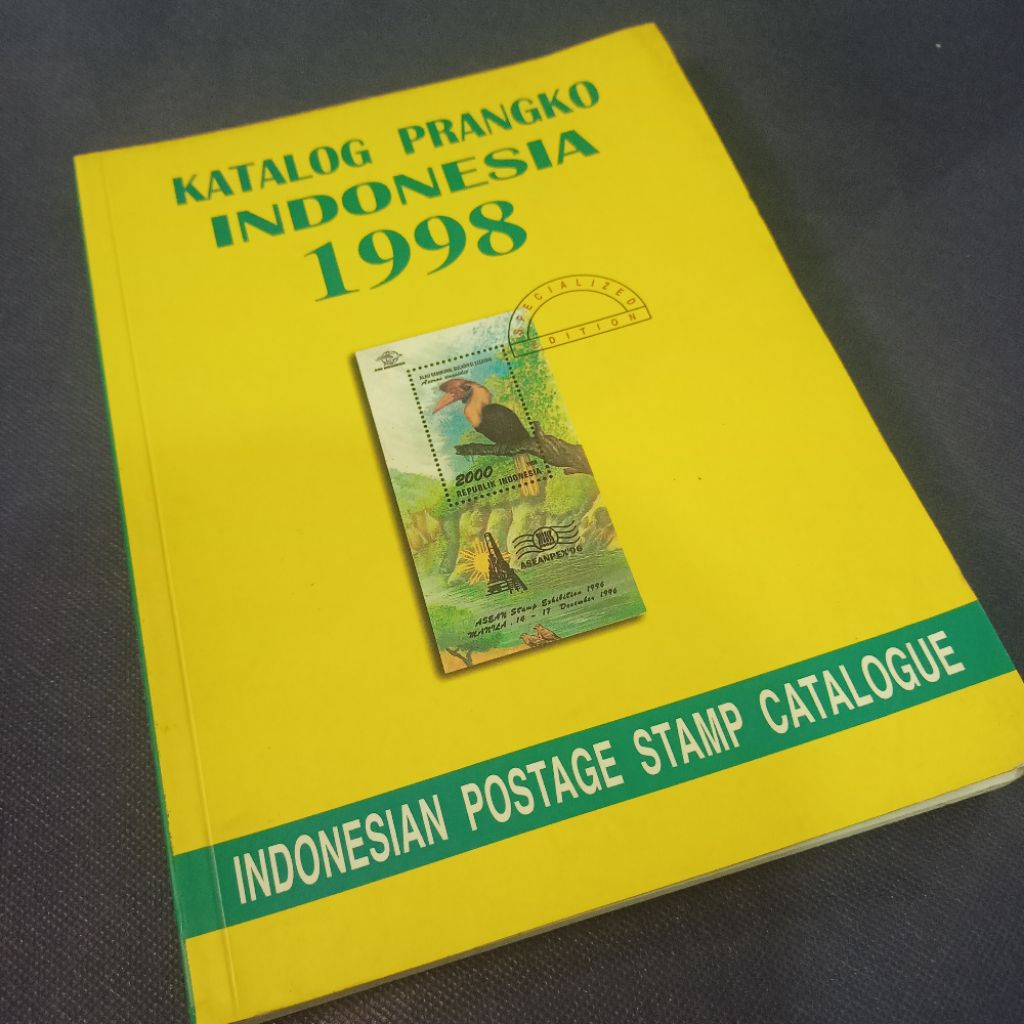 KATALOG PRANGKO
INDONESIA
1998
SPECIALIZED
EDITION
2000
REPUBLIK INDONESIA
ASEANPEX'96
ASEAN Stamp Exhibition 1996
MANILA, 14 - 17 December 1996
INDONESIAN POSTAGE STAMP CATALOGUE